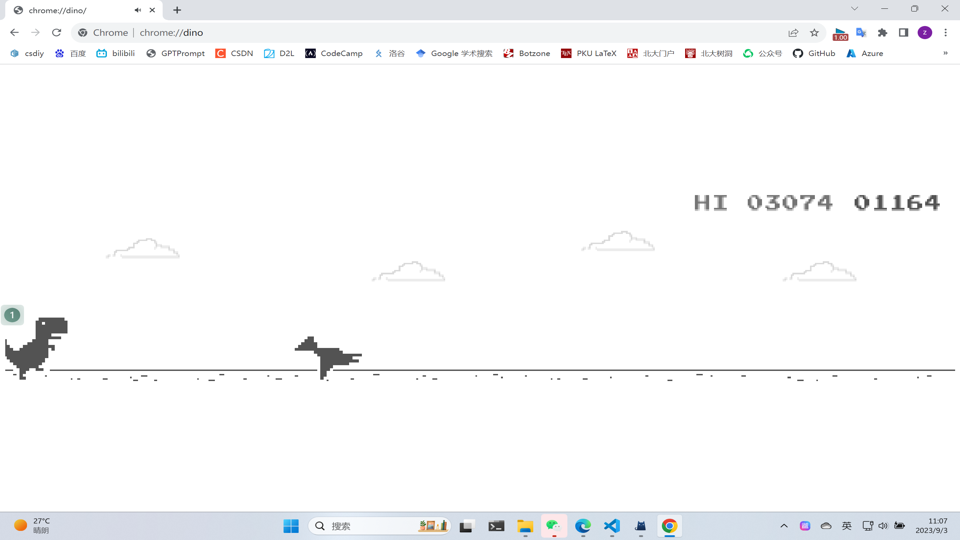 chrome://dino/
Chrome | chrome://dino
1.00
z
csdiy 百度 bilibili GPTPrompt CSDN D2L CodeCamp 洛谷 Google 学术搜索 Botzone PKU LaTeX 北大门户 北大树洞 公众号 GitHub Azure »
HI 03074 01164
1
27°C
晴朗
搜索
英
11:07
2023/9/3